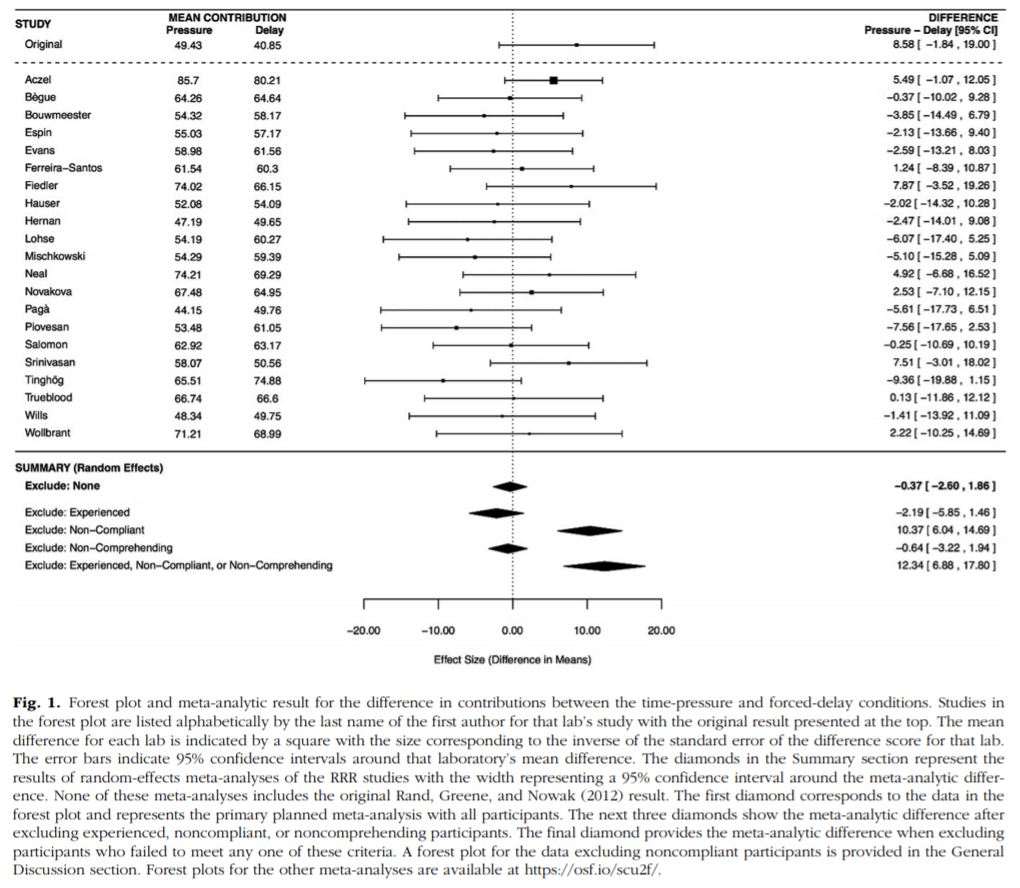 STUDY MEAN CONTRIBUTION DIFFERENCE
Pressure Delay Pressure − Delay [95% CI]
Original 49.43 40.85 8.58 [ −1.84 , 19.00 ]
Aczel 85.7 80.21 5.49 [ −1.07 , 12.05 ]
Bègue 64.26 64.64 −0.37 [ −10.02 , 9.28 ]
Bouwmeester 54.32 58.17 −3.85 [ −14.49 , 6.79 ]
Espin 55.03 57.17 −2.13 [ −13.66 , 9.40 ]
Evans 58.98 61.56 −2.59 [ −13.21 , 8.03 ]
Ferreira−Santos 61.54 60.3 1.24 [ −8.39 , 10.87 ]
Fiedler 74.02 66.15 7.87 [ −3.52 , 19.26 ]
Hauser 52.08 54.09 −2.02 [ −14.32 , 10.28 ]
Hernan 47.19 49.65 −2.47 [ −14.01 , 9.08 ]
Lohse 54.19 60.27 −6.07 [ −17.40 , 5.25 ]
Mischkowski 54.29 59.39 −5.10 [ −15.28 , 5.09 ]
Neal 74.21 69.29 4.92 [ −6.68 , 16.52 ]
Novakova 67.48 64.95 2.53 [ −7.10 , 12.15 ]
Pagà 44.15 49.76 −5.61 [ −17.73 , 6.51 ]
Piovesan 53.48 61.05 −7.56 [ −17.65 , 2.53 ]
Salomon 62.92 63.17 −0.25 [ −10.69 , 10.19 ]
Srinivasan 58.07 50.56 7.51 [ −3.01 , 18.02 ]
Tinghög 65.51 74.88 −9.36 [ −19.88 , 1.15 ]
Trueblood 66.74 66.6 0.13 [ −11.86 , 12.12 ]
Wills 48.34 49.75 −1.41 [ −13.92 , 11.09 ]
Wollbrant 71.21 68.99 2.22 [ −10.25 , 14.69 ]
SUMMARY (Random Effects)
Exclude: None −0.37 [ −2.60 , 1.86 ]
Exclude: Experienced −2.19 [ −5.85 , 1.46 ]
Exclude: Non−Compliant 10.37 [ 6.04 , 14.69 ]
Exclude: Non−Comprehending −0.64 [ −3.22 , 1.94 ]
Exclude: Experienced, Non−Compliant, or Non−Comprehending 12.34 [ 6.88 , 17.80 ]
−20.00 −10.00 0.00 10.00 20.00
Effect Size (Difference in Means)
Fig. 1. Forest plot and meta-analytic result for the difference in contributions between the time-pressure and forced-delay conditions. Studies in
the forest plot are listed alphabetically by the last name of the first author for that lab's study with the original result presented at the top. The mean
difference for each lab is indicated by a square with the size corresponding to the inverse of the standard error of the difference score for that lab.
The error bars indicate 95% confidence intervals around that laboratory's mean difference. The diamonds in the Summary section represent the
results of random-effects meta-analyses of the RRR studies with the width representing a 95% confidence interval around the meta-analytic differ-
ence. None of these meta-analyses includes the original Rand, Greene, and Nowak (2012) result. The first diamond corresponds to the data in the
forest plot and represents the primary planned meta-analysis with all participants. The next three diamonds show the meta-analytic difference after
excluding experienced, noncompliant, or noncomprehending participants. The final diamond provides the meta-analytic difference when excluding
participants who failed to meet any one of these criteria. A forest plot for the data excluding noncompliant participants is provided in the General
Discussion section. Forest plots for the other meta-analyses are available at https://osf.io/scu2f/.